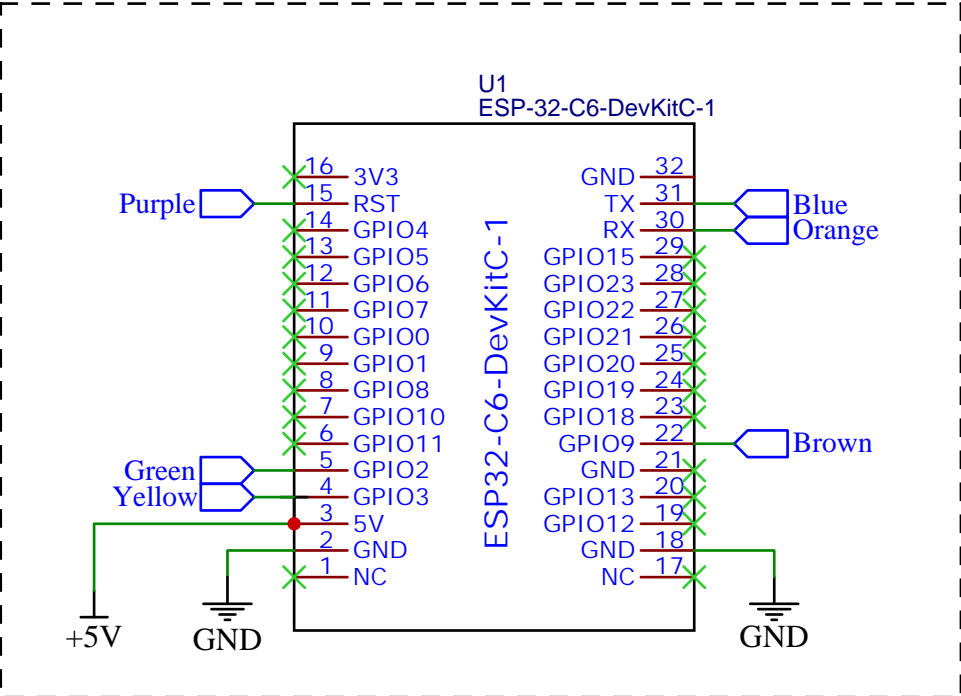 U1
ESP-32-C6-DevKitC-1
16 3V3
GND 32
Purple 15 RST
TX 31 Blue
14 GPIO4
RX 30 Orange
13 GPIO5
GPIO15 29
12 GPIO6
GPIO23 28
11 GPIO7
GPIO22 27
10 GPIO0
GPIO21 26
9 GPIO1
GPIO20 25
8 GPIO8
GPIO19 24
7 GPIO10
GPIO18 23
6 GPIO11
GPIO9 22 Brown
Green 5 GPIO2
GND 21
Yellow 4 GPIO3
GPIO13 20
3 5V
GPIO12 19
2 GND
GND 18
1 NC
NC 17
ESP32-C6-DevKitC-1
+5V
GND
GND